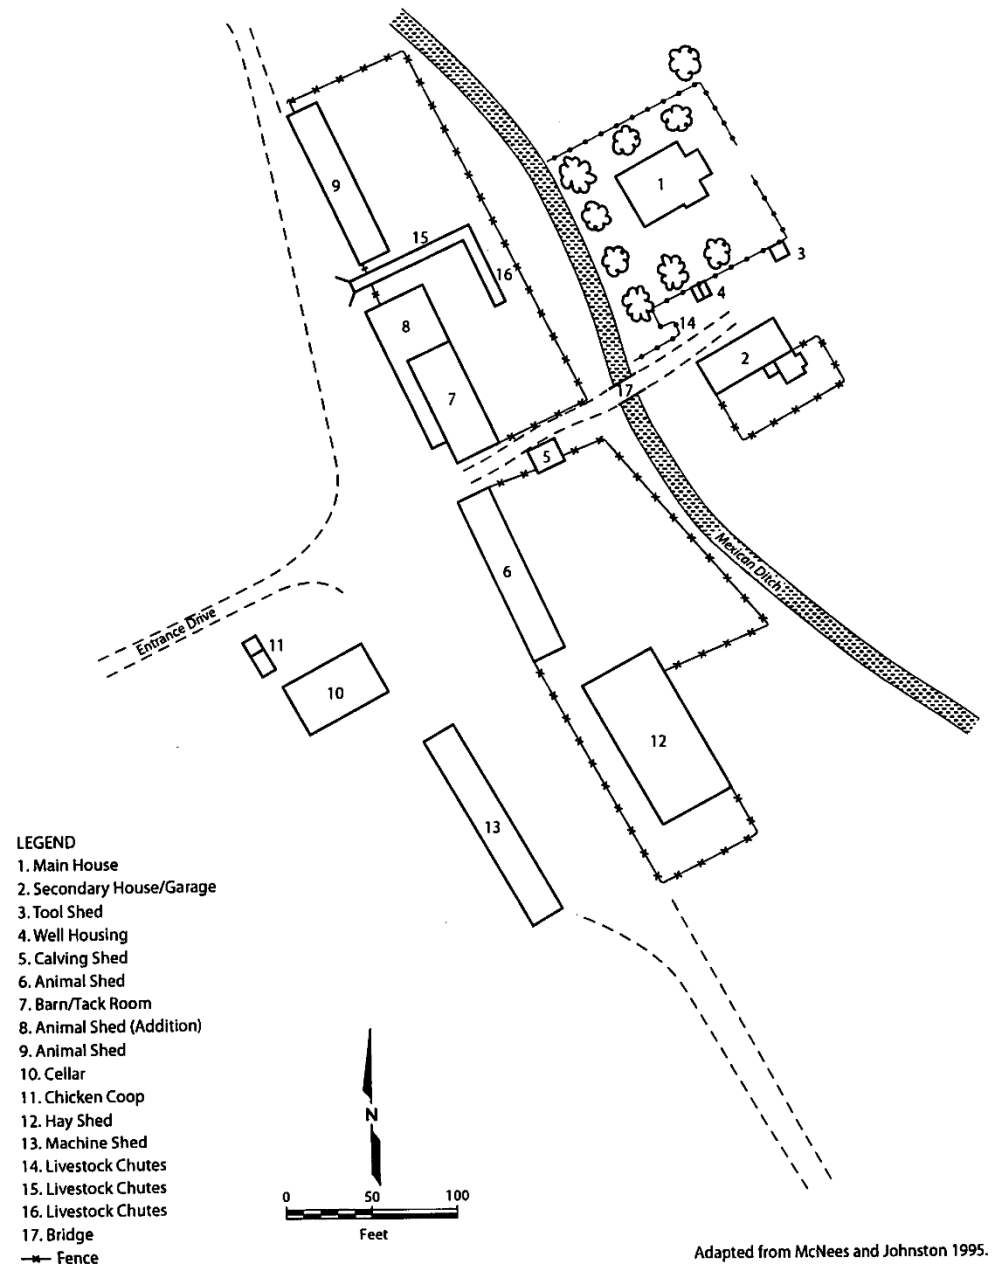 1
9
3
15
16
4
14
8
2
17
7
5
Mexican Ditch
6
Entrance Drive
11
10
12
13
LEGEND
1. Main House
2. Secondary House/Garage
3. Tool Shed
4. Well Housing
5. Calving Shed
6. Animal Shed
7. Barn/Tack Room
8. Animal Shed (Addition)
9. Animal Shed
10. Cellar
11. Chicken Coop
12. Hay Shed
13. Machine Shed
14. Livestock Chutes
15. Livestock Chutes
16. Livestock Chutes
17. Bridge
Fence
N
0 50 100
Feet
Adapted from McNees and Johnston 1995.